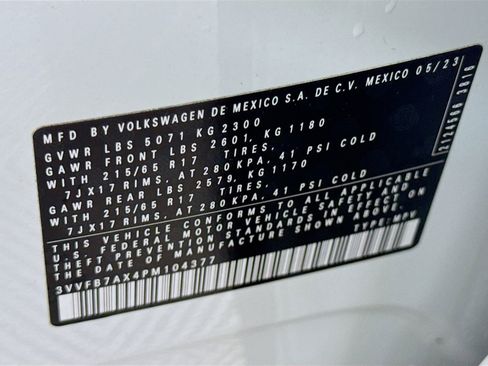 MFD BY VOLKSWAGEN DE MEXICO S.A. DE C.V. MEXICO 05/23
GVWR LBS 5071 KG 2300
GAWR FRONT LBS 2601, KG 1180
WITH 215/65 R17 TIRES,
7JX17 RIMS, AT 280 KPA, 41 PSI COLD
GAWR REAR LBS 2579, KG 1170
WITH 215/65 R17 TIRES,
7JX17 RIMS, AT 280 KPA, 41 PSI COLD
THIS VEHICLE CONFORMS TO ALL APPLICABLE
U.S. FEDERAL MOTOR VEHICLE SAFETY AND
THEFT PREVENTION STANDARDS IN EFFECT ON
THE DATE OF MANUFACTURE SHOWN ABOVE.
3VVFB7AX4PM104377 TYPE: MPV